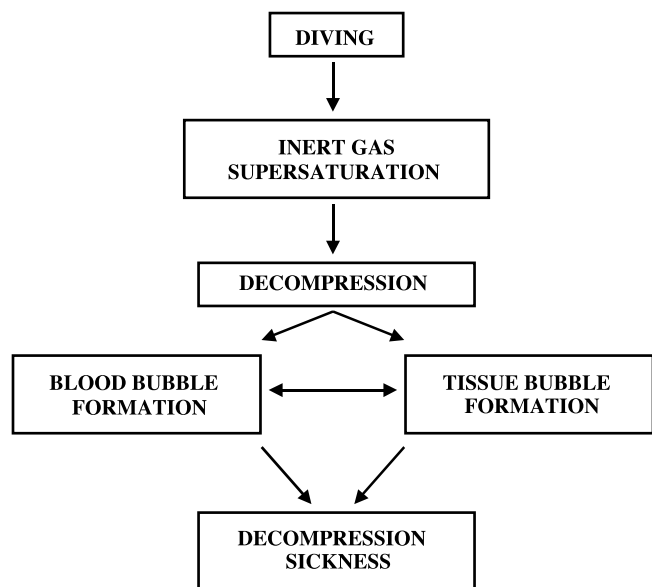 DIVING
INERT GAS
SUPERSATURATION
DECOMPRESSION
BLOOD BUBBLE
FORMATION
TISSUE BUBBLE
FORMATION
DECOMPRESSION
SICKNESS